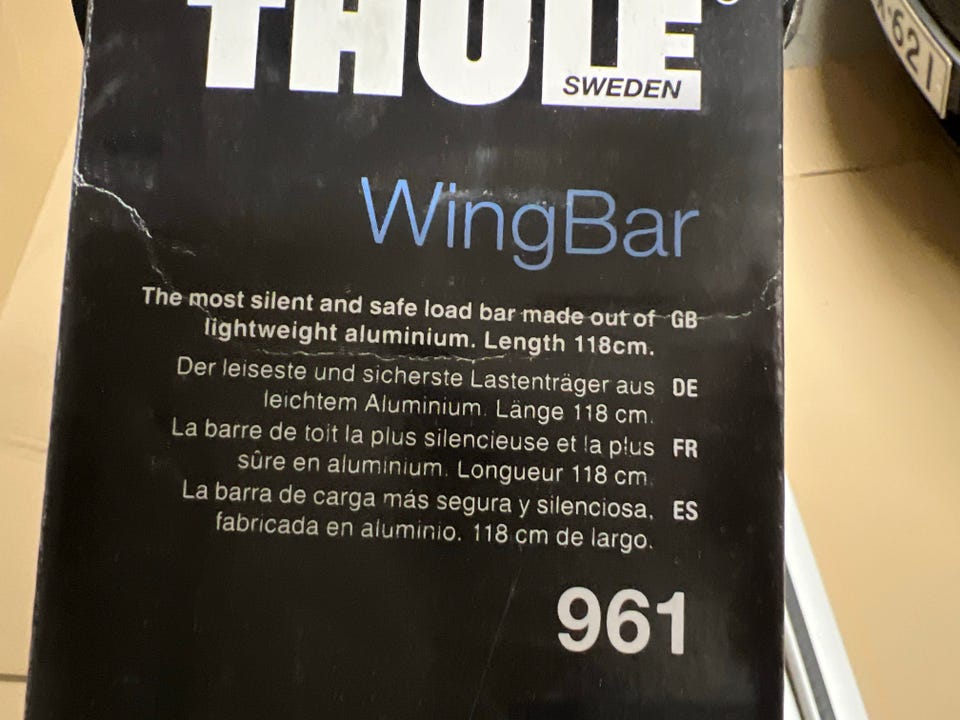 THULE
SWEDEN
WingBar
The most silent and safe load bar made out of GB
lightweight aluminium. Length 118cm.
Der leiseste und sicherste Lastenträger aus DE
leichtem Aluminium. Länge 118 cm.
La barre de toit la plus silencieuse et la plus FR
sûre en aluminium. Longueur 118 cm.
La barra de carga más segura y silenciosa. ES
fabricada en aluminio. 118 cm de largo.
961
621